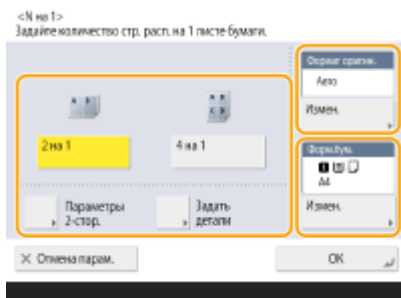 <N на 1>
Задайте количество стр. расп. на 1 листе бумаги.
Формат оригин.
Авто
Измен.
2 на 1
4 на 1
Форм.бум.
A4
Измен.
Параметры
2-стор.
Задать
детали
Отмена парам.
OK